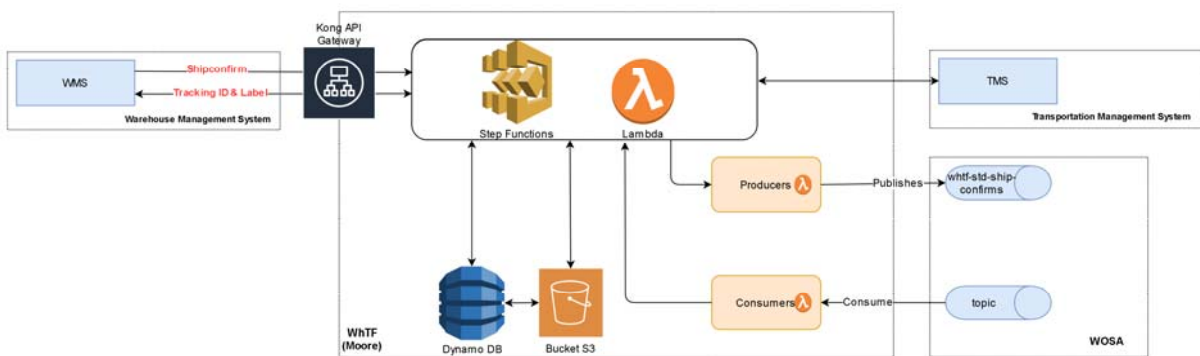 Kong API
Gateway
WMS
Shipconfirm
Tracking ID & Label
Warehouse Management System
Step Functions
Lambda
TMS
Transportation Management System
Producers
Publishes
whtf-std-ship-
confirms
Consumers
Consume
topic
WhTF
(Moore)
Dynamo DB
Bucket S3
WOSA